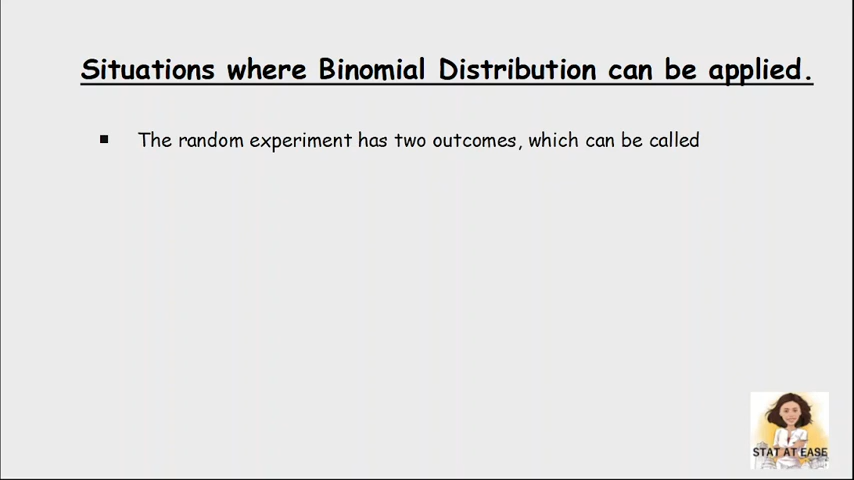 Situations where Binomial Distribution can be applied.
The random experiment has two outcomes, which can be called
STAT AT EASE